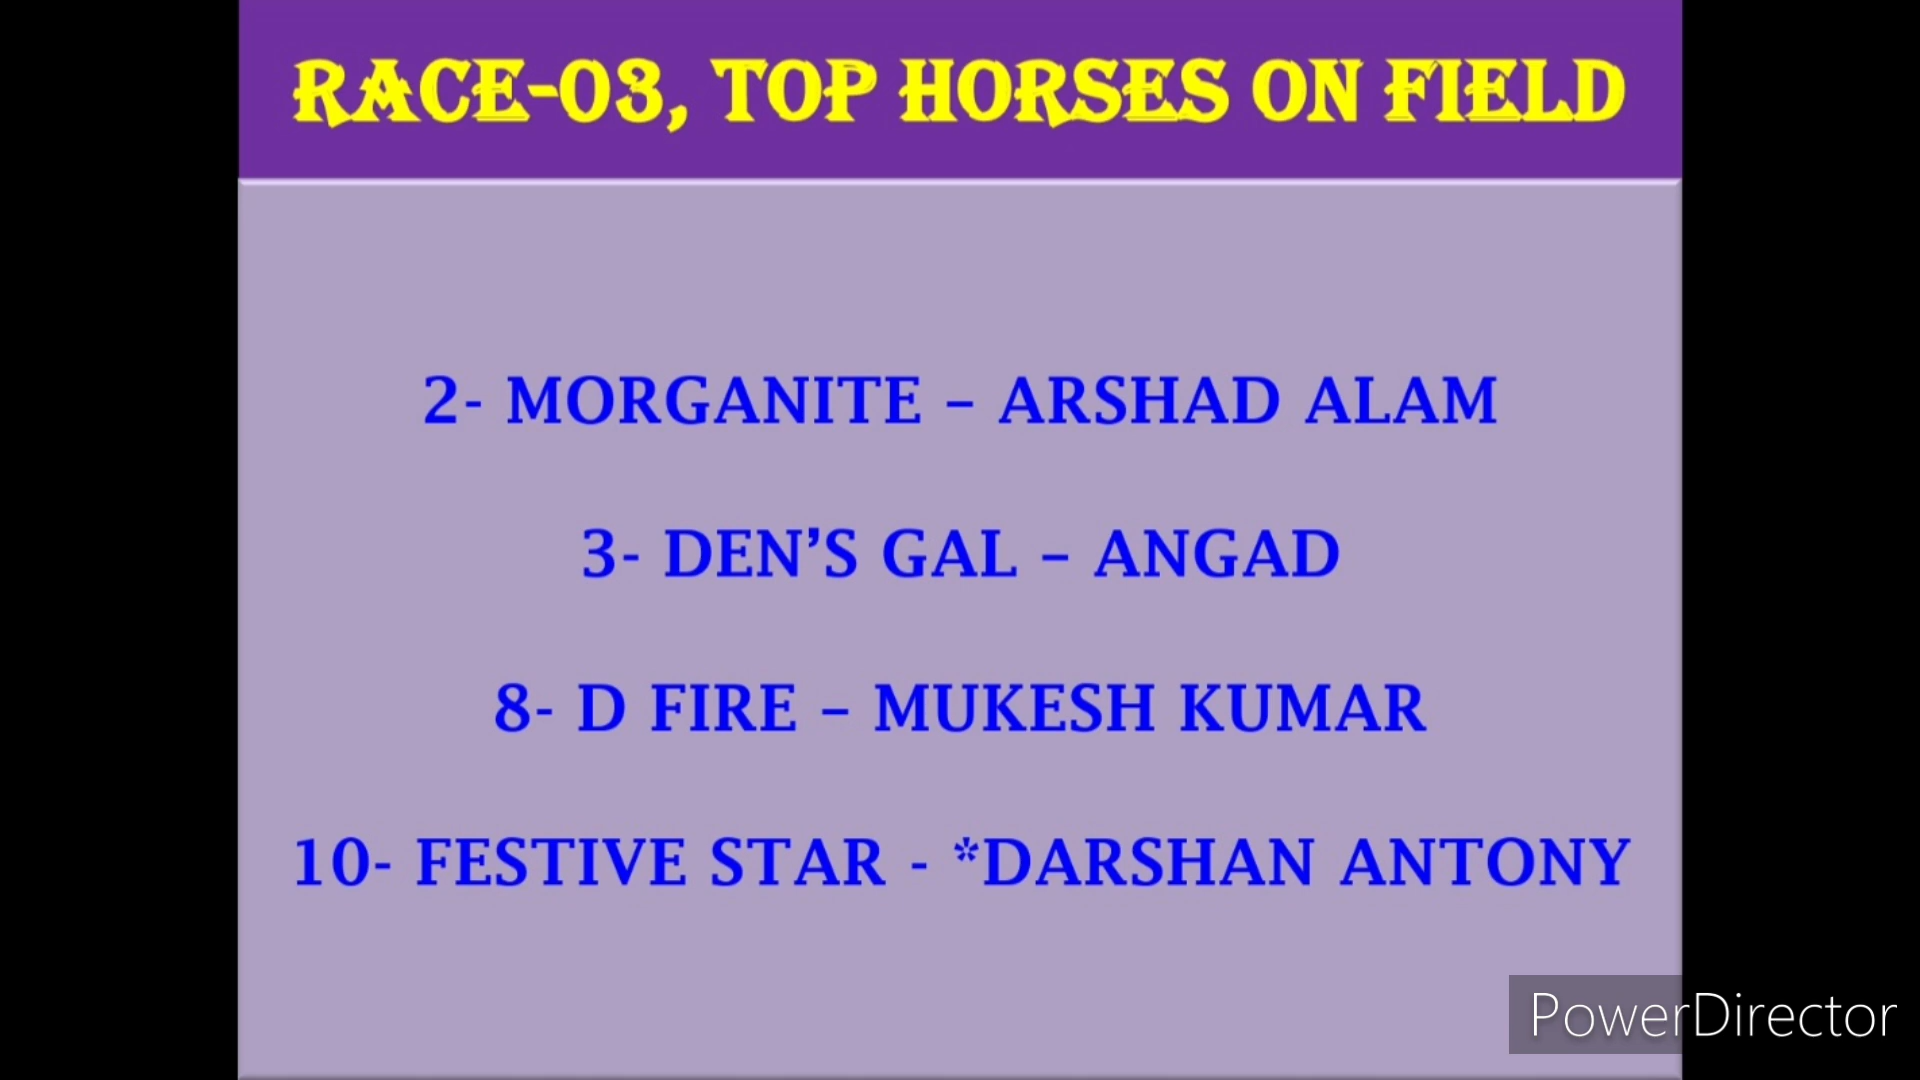 RACE-03, TOP HORSES ON FIELD
2- MORGANITE – ARSHAD ALAM
3- DEN’S GAL – ANGAD
8- D FIRE – MUKESH KUMAR
10- FESTIVE STAR - *DARSHAN ANTONY
PowerDirector